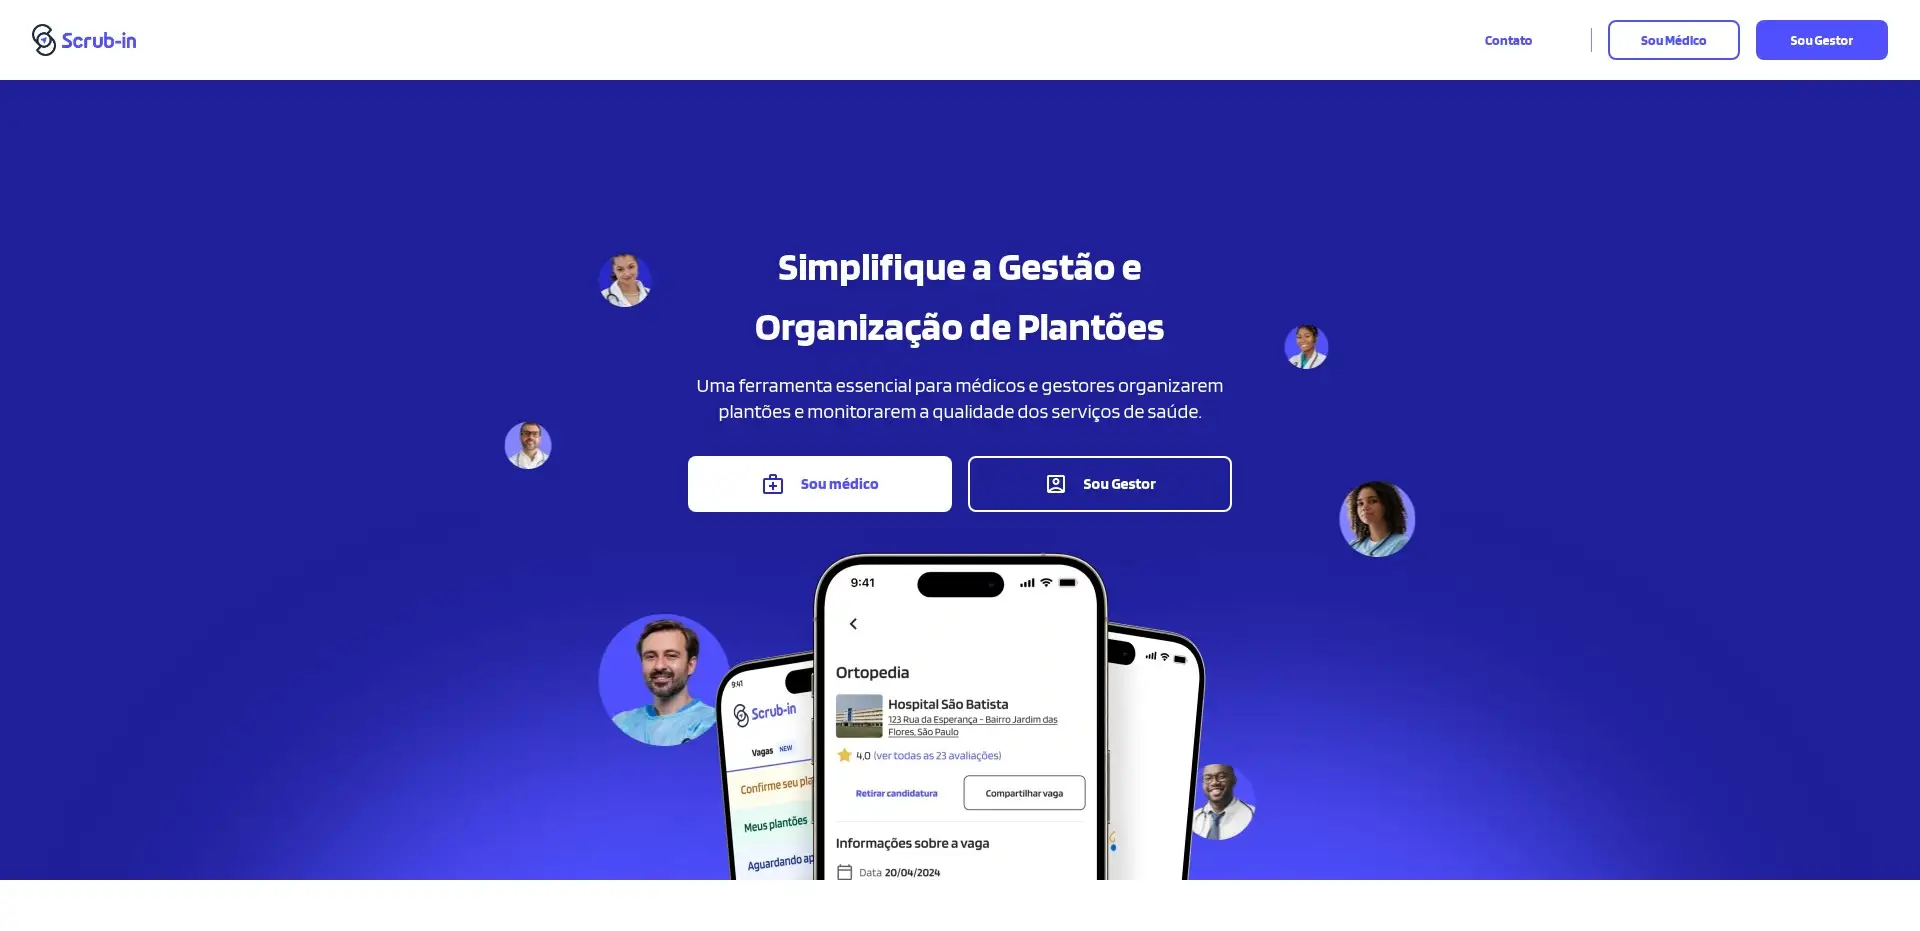 Scrub-in
Contato
Sou Médico
Sou Gestor
Simplifique a Gestão e
Organização de Plantões
Uma ferramenta essencial para médicos e gestores organizarem
plantões e monitorarem a qualidade dos serviços de saúde.
Sou médico
Sou Gestor
9:41
Ortopedia
Hospital São Batista
123 Rua da Esperança - Bairro Jardim das
Flores, São Paulo
4,0 (ver todas as 23 avaliações)
Retirar candidatura
Compartilhar vaga
Informações sobre a vaga
Data 20/04/2024
9:41
Scrub-in
Vagas NEW
Confirme seu pla
Meus plantões
Aguardando ap